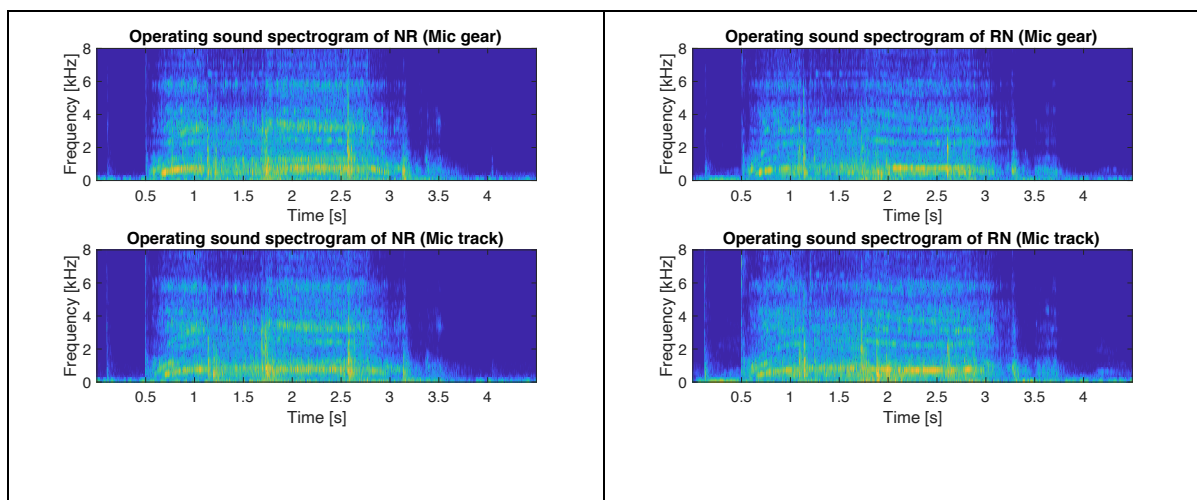 Operating sound spectrogram of NR (Mic gear)
8
6
4
2
0
Frequency [kHz]
0.5 1 1.5 2 2.5 3 3.5 4
Time [s]
Operating sound spectrogram of NR (Mic track)
8
6
4
2
0
Frequency [kHz]
0.5 1 1.5 2 2.5 3 3.5 4
Time [s]
Operating sound spectrogram of RN (Mic gear)
8
6
4
2
0
Frequency [kHz]
0.5 1 1.5 2 2.5 3 3.5 4
Time [s]
Operating sound spectrogram of RN (Mic track)
8
6
4
2
0
Frequency [kHz]
0.5 1 1.5 2 2.5 3 3.5 4
Time [s]